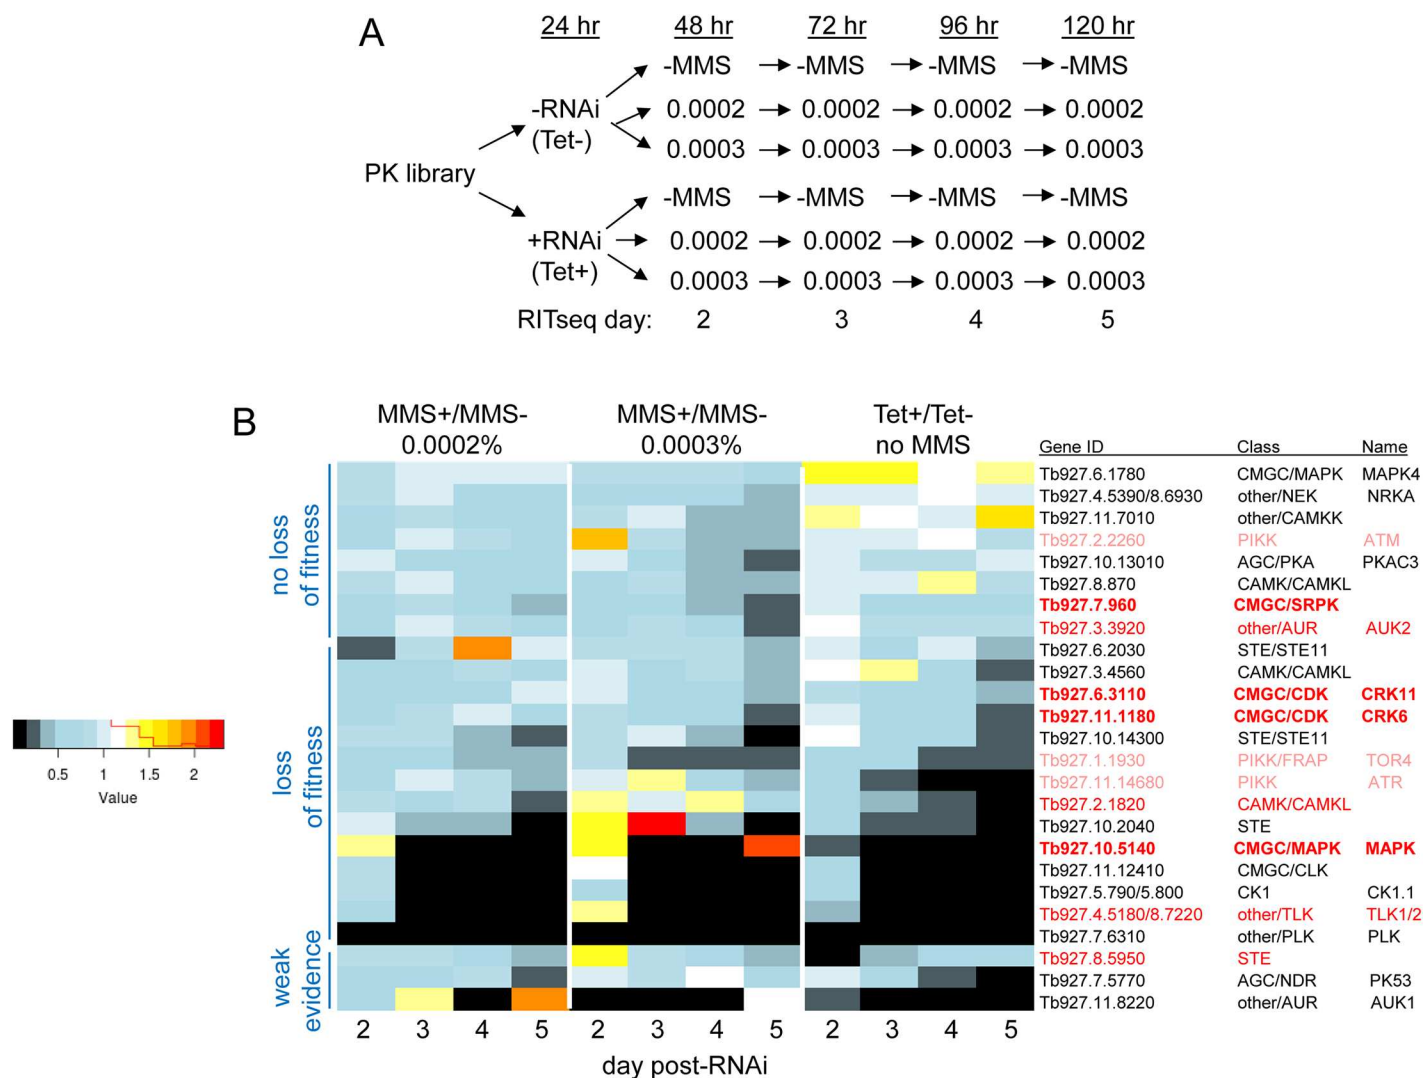 A
24 hr 48 hr 72 hr 96 hr 120 hr
-MMS -MMS -MMS -MMS
-RNAi 0.0002 0.0002 0.0002 0.0002
(Tet-)
0.0003 0.0003 0.0003 0.0003
PK library
-MMS -MMS -MMS -MMS
+RNAi 0.0002 0.0002 0.0002 0.0002
(Tet+)
0.0003 0.0003 0.0003 0.0003
RITseq day: 2 3 4 5
B
MMS+/MMS- MMS+/MMS- Tet+/Tet-
0.0002% 0.0003% no MMS
Gene ID Class Name
Tb927.6.1780 CMGC/MAPK MAPK4
Tb927.4.5390/8.6930 other/NEK NRKA
Tb927.11.7010 other/CAMKK
Tb927.2.2260 PIKK ATM
Tb927.10.13010 AGC/PKA PKAC3
Tb927.8.870 CAMK/CAMKL
Tb927.7.960 CMGC/SRPK
Tb927.3.3920 other/AUR AUK2
Tb927.6.2030 STE/STE11
Tb927.3.4560 CAMK/CAMKL
Tb927.6.3110 CMGC/CDK CRK11
Tb927.11.1180 CMGC/CDK CRK6
Tb927.10.14300 STE/STE11
Tb927.1.1930 PIKK/FRAP TOR4
Tb927.11.14680 PIKK ATR
Tb927.2.1820 CAMK/CAMKL
Tb927.10.2040 STE
Tb927.10.5140 CMGC/MAPK MAPK
Tb927.11.12410 CMGC/CLK
Tb927.5.790/5.800 CK1 CK1.1
Tb927.4.5180/8.7220 other/TLK TLK1/2
Tb927.7.6310 other/PLK PLK
Tb927.8.5950 STE
Tb927.7.5770 AGC/NDR PK53
Tb927.11.8220 other/AUR AUK1
no loss
of fitness
loss
of fitness
weak
evidence
0.5 1 1.5 2
Value
2 3 4 5 2 3 4 5 2 3 4 5
day post-RNAi